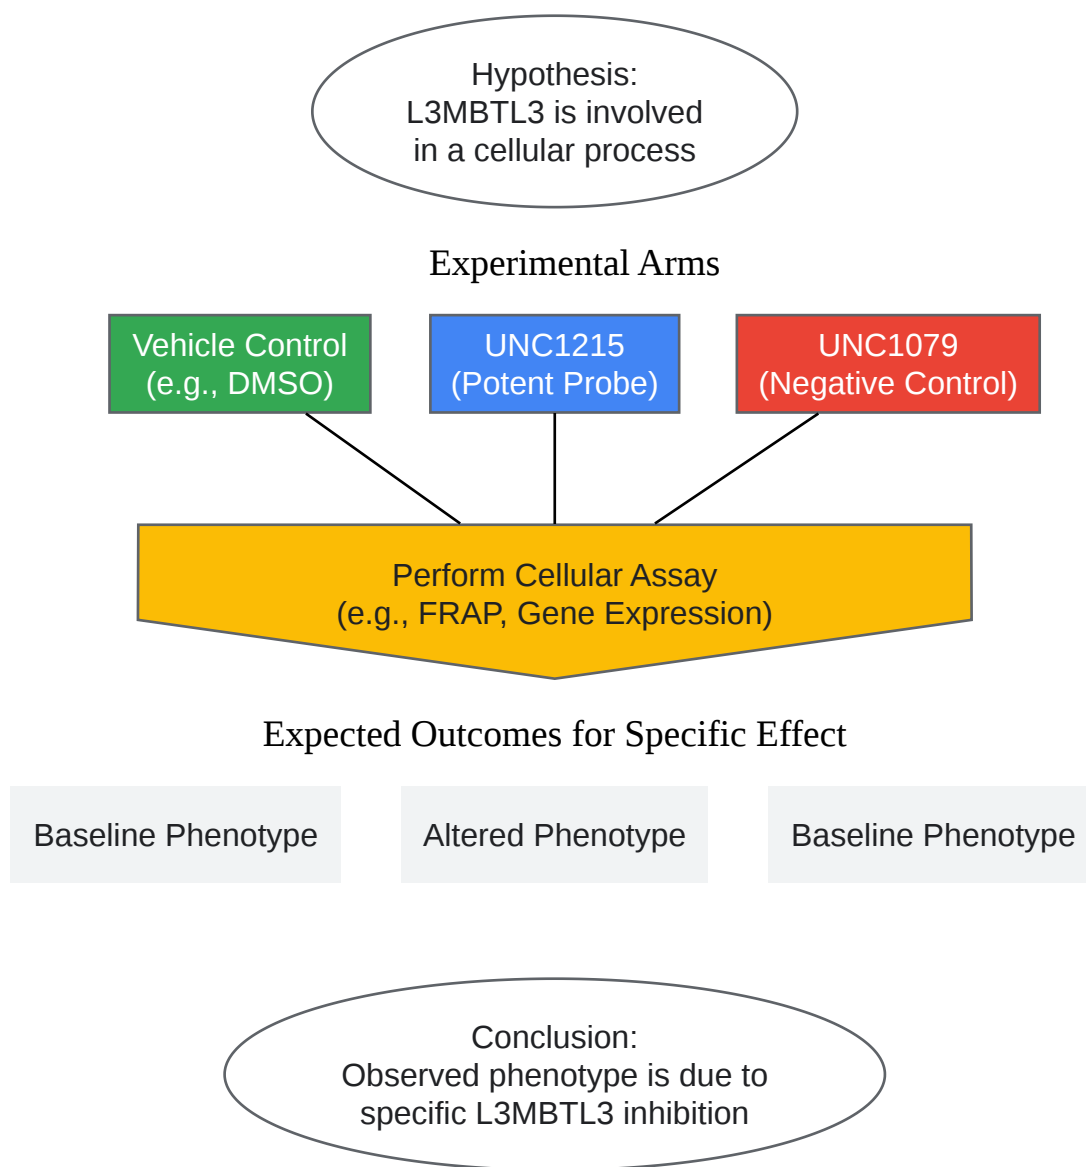 Hypothesis:
L3MBTL3 is involved
in a cellular process
Experimental Arms
Vehicle Control
(e.g., DMSO)
UNC1215
(Potent Probe)
UNC1079
(Negative Control)
Perform Cellular Assay
(e.g., FRAP, Gene Expression)
Expected Outcomes for Specific Effect
Baseline Phenotype
Altered Phenotype
Baseline Phenotype
Conclusion:
Observed phenotype is due to
specific L3MBTL3 inhibition